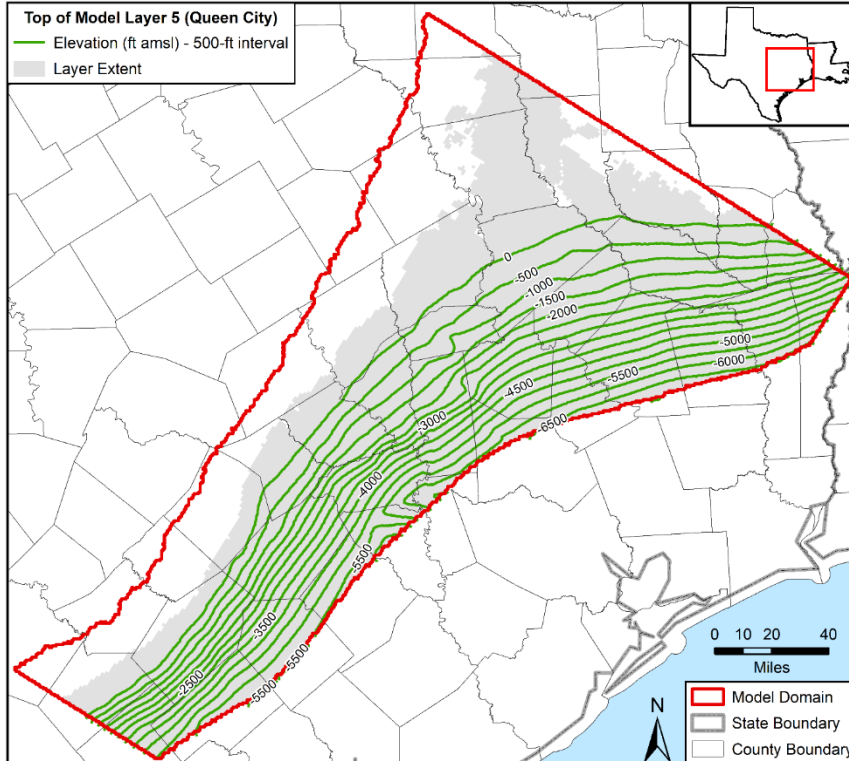 Top of Model Layer 5 (Queen City)
Elevation (ft amsl) - 500-ft interval
Layer Extent
0
-500
-1000
-1500
-2000
-5000
-6000
-4500
-5500
-3000
-6500
-4000
-5500
-3500
-2500
-5500
-5500
0 10 20 40
Miles
N
Model Domain
State Boundary
County Boundary